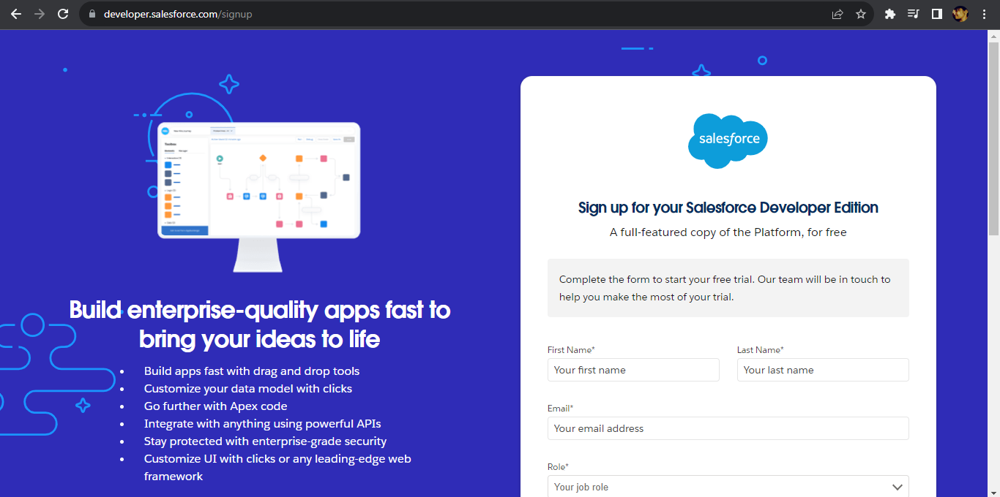 developer.salesforce.com/signup
Build enterprise-quality apps fast to
bring your ideas to life
Build apps fast with drag and drop tools
Customize your data model with clicks
Go further with Apex code
Integrate with anything using powerful APIs
Stay protected with enterprise-grade security
Customize UI with clicks or any leading-edge web
framework
salesforce
Sign up for your Salesforce Developer Edition
A full-featured copy of the Platform, for free
Complete the form to start your free trial. Our team will be in touch to
help you make the most of your trial.
First Name* Last Name*
Your first name Your last name
Email*
Your email address
Role*
Your job role